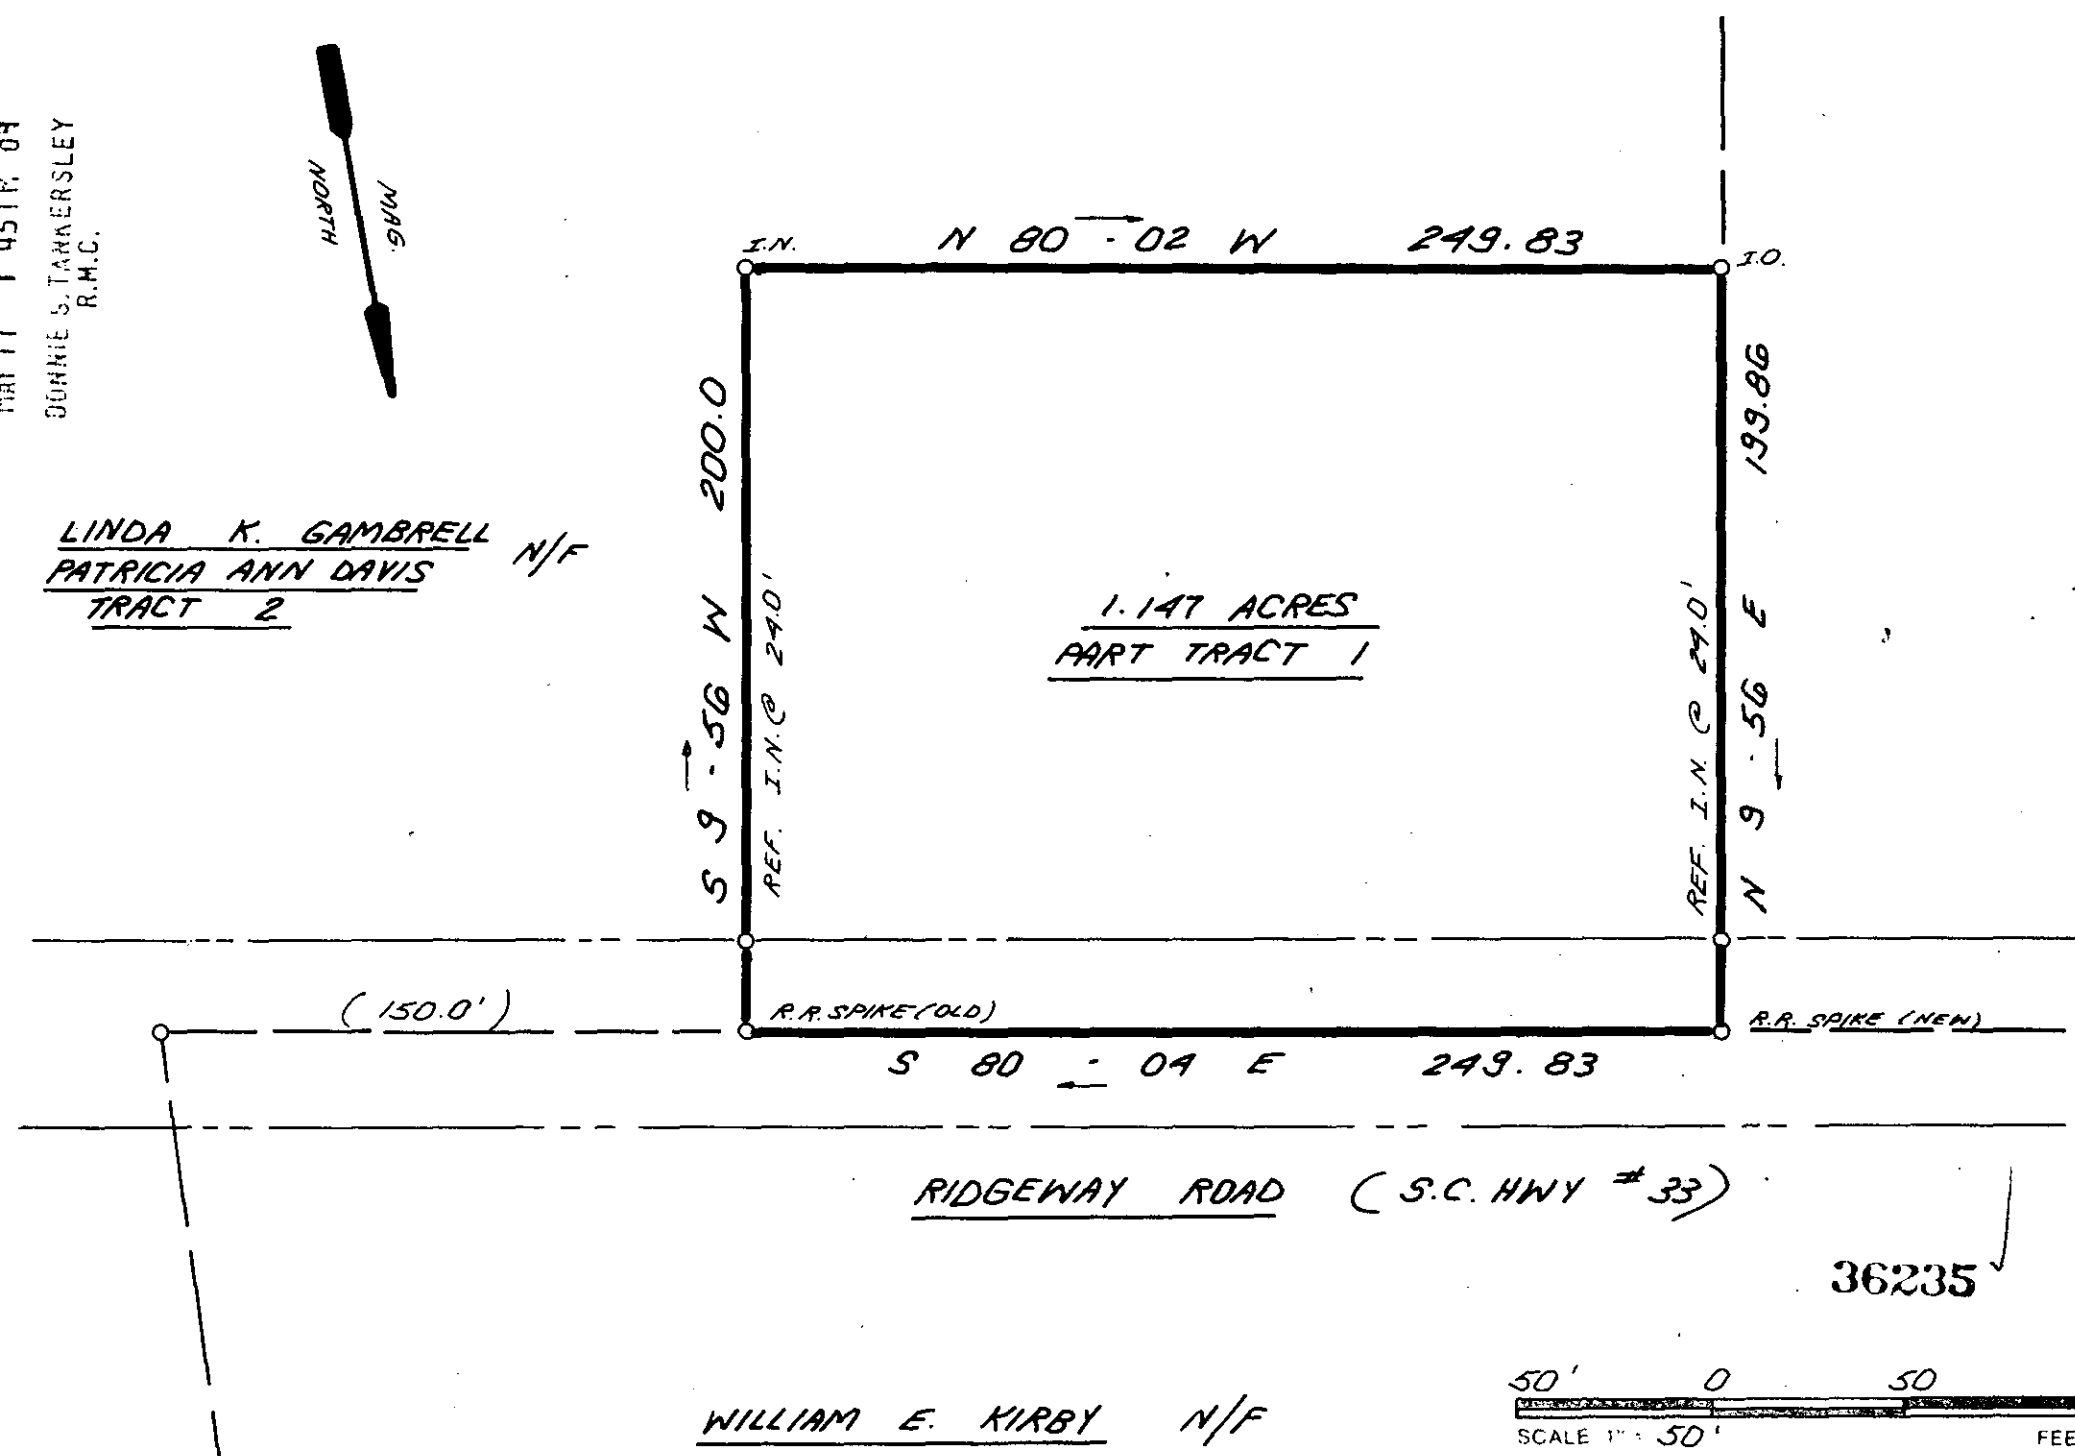 DONNIE S. TANKERSLEY
R.M.C.
MAG.
NORTH
I.N.
N 80 - 02 W 249.83
I.O.
S 9 - 56 W 200.0
REF. I.N. @ 24.0'
N 9 - 56 E 199.86
REF. I.N. @ 24.0'
LINDA K. GAMBRELL N/F
PATRICIA ANN DAVIS
TRACT 2
1.147 ACRES
PART TRACT 1
(150.0')
R.R. SPIKE (OLD)
R.R. SPIKE (NEW)
S 80 - 04 E 249.83
RIDGEWAY ROAD (S.C. HWY # 33)
36235
WILLIAM E. KIRBY N/F
50' 0 50
SCALE 1" : 50'